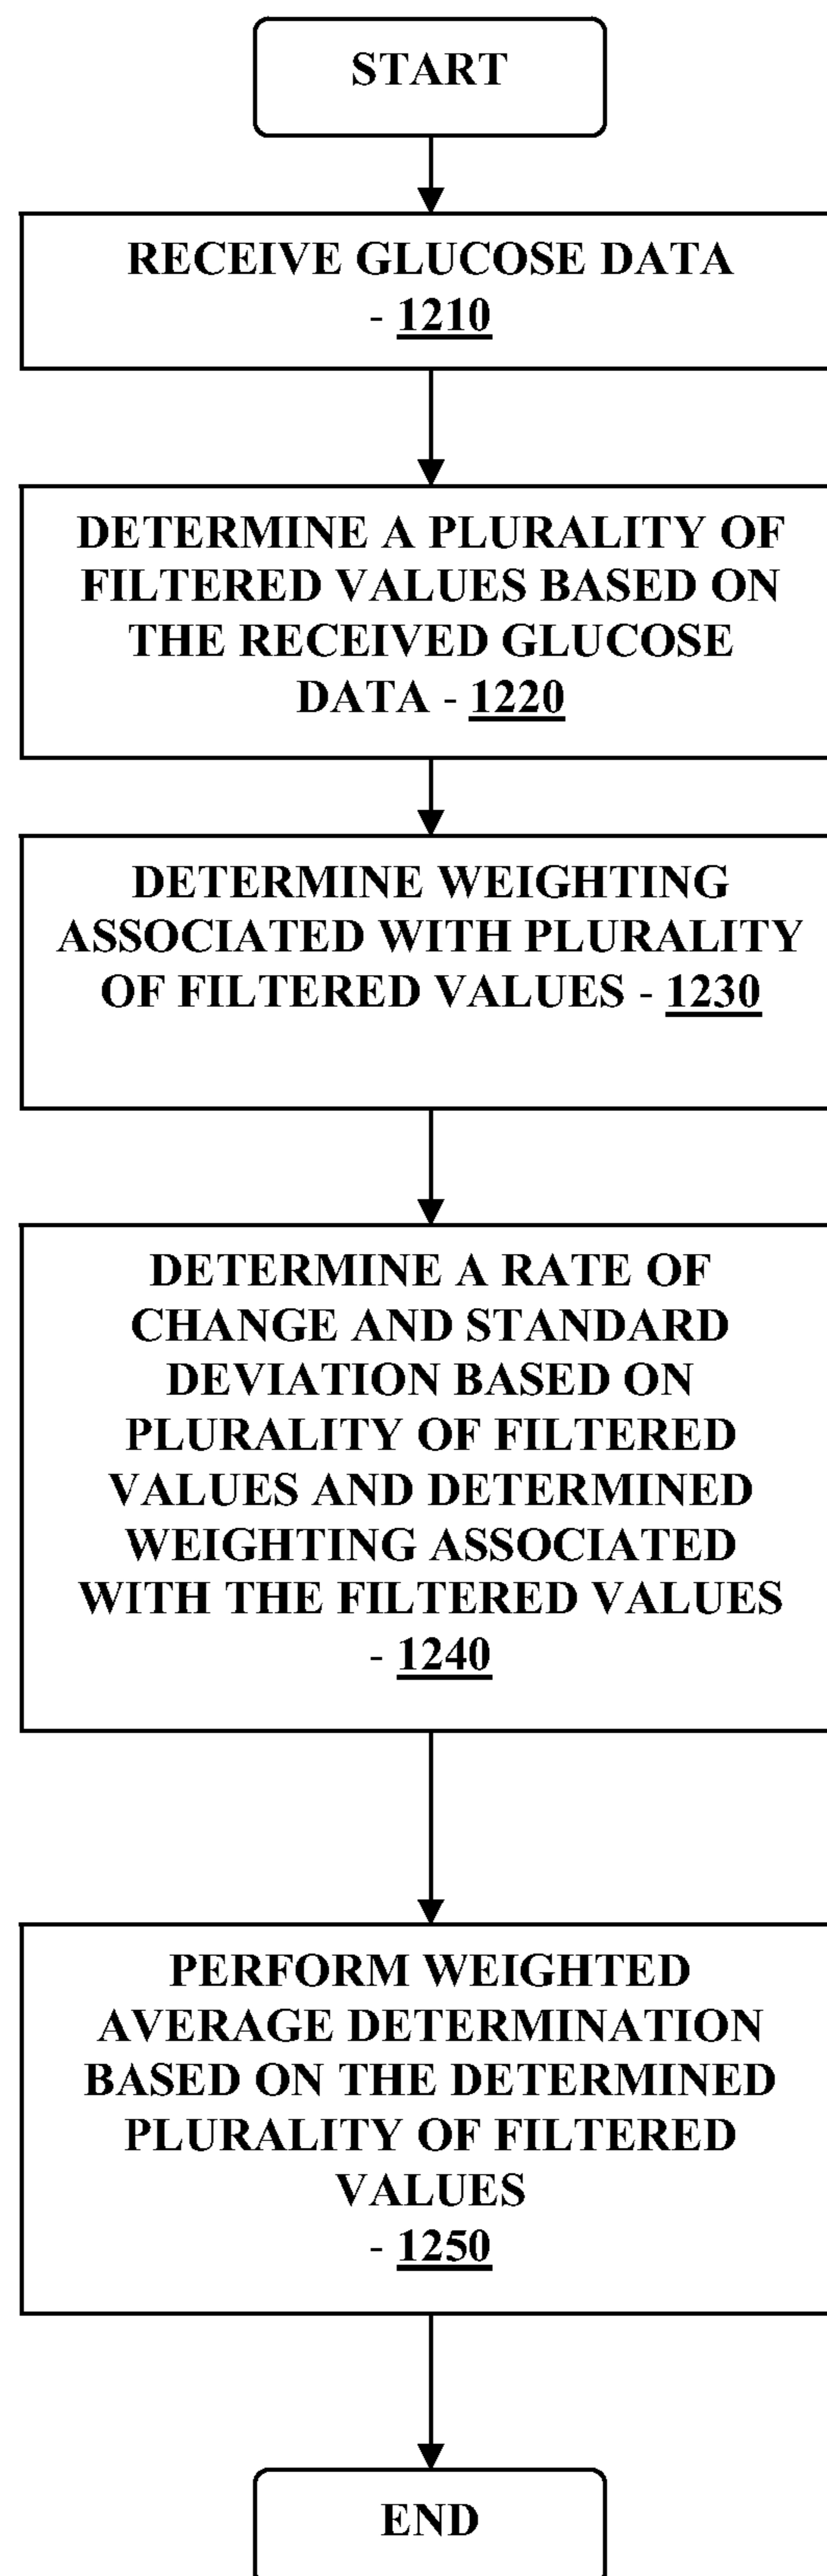 START
RECEIVE GLUCOSE DATA
- 1210
DETERMINE A PLURALITY OF
FILTERED VALUES BASED ON
THE RECEIVED GLUCOSE
DATA - 1220
DETERMINE WEIGHTING
ASSOCIATED WITH PLURALITY
OF FILTERED VALUES - 1230
DETERMINE A RATE OF
CHANGE AND STANDARD
DEVIATION BASED ON
PLURALITY OF FILTERED
VALUES AND DETERMINED
WEIGHTING ASSOCIATED
WITH THE FILTERED VALUES
- 1240
PERFORM WEIGHTED
AVERAGE DETERMINATION
BASED ON THE DETERMINED
PLURALITY OF FILTERED
VALUES
- 1250
END